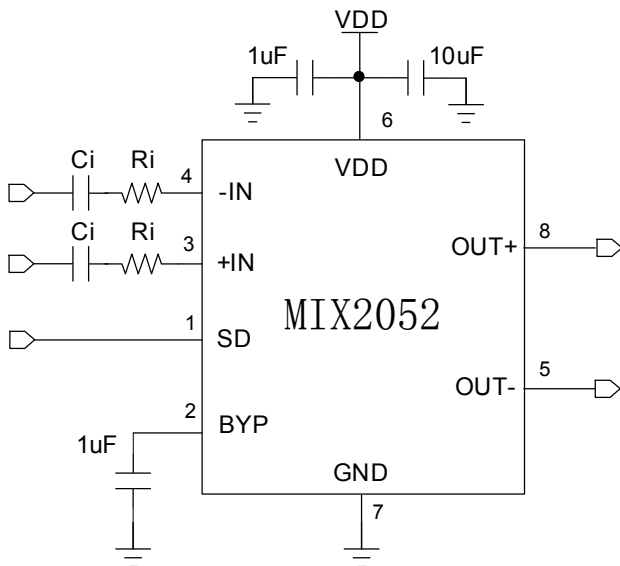 VDD
1uF
10uF
6
VDD
Ci
Ri
4
-IN
Ci
Ri
3
+IN
OUT+
8
MIX2052
1
SD
5
OUT-
2
BYP
1uF
GND
7